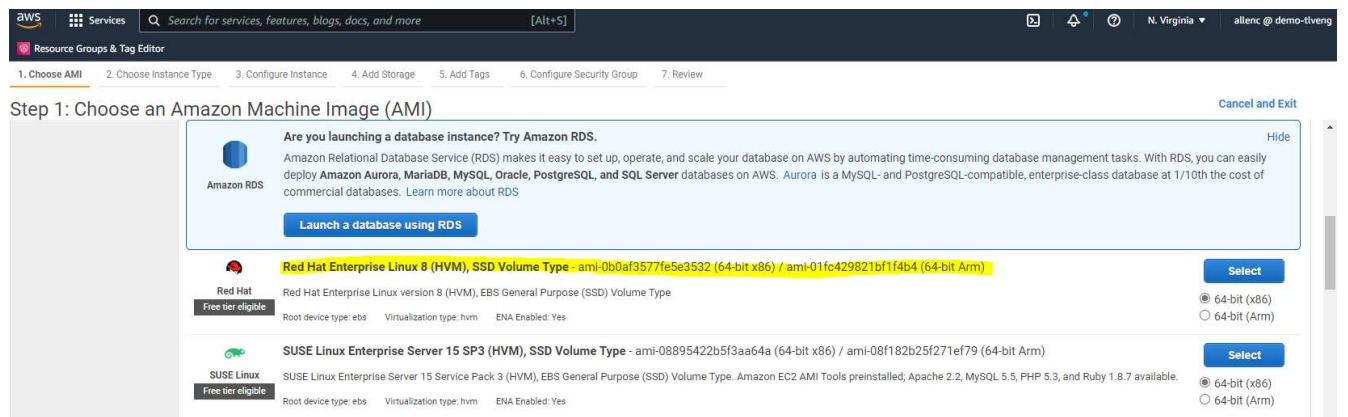 aws
Services
Search for services, features, blogs, docs, and more
[Alt+S]
N. Virginia
allenc @ demo-tlveng
Resource Groups & Tag Editor
1. Choose AMI 2. Choose Instance Type 3. Configure Instance 4. Add Storage 5. Add Tags 6. Configure Security Group 7. Review
Step 1: Choose an Amazon Machine Image (AMI)
Cancel and Exit
Are you launching a database instance? Try Amazon RDS.
Hide
Amazon RDS
Amazon Relational Database Service (RDS) makes it easy to set up, operate, and scale your database on AWS by automating time-consuming database management tasks. With RDS, you can easily
deploy Amazon Aurora, MariaDB, MySQL, Oracle, PostgreSQL, and SQL Server databases on AWS. Aurora is a MySQL- and PostgreSQL-compatible, enterprise-class database at 1/10th the cost of
commercial databases. Learn more about RDS
Launch a database using RDS
Red Hat
Free tier eligible
Red Hat Enterprise Linux 8 (HVM), SSD Volume Type - ami-0b0af3577fe5e3532 (64-bit x86) / ami-01fc429821bf1f4b4 (64-bit Arm)
Red Hat Enterprise Linux version 8 (HVM), EBS General Purpose (SSD) Volume Type
Root device type: ebs Virtualization type: hvm ENA Enabled: Yes
Select
64-bit (x86)
64-bit (Arm)
SUSE Linux
Free tier eligible
SUSE Linux Enterprise Server 15 SP3 (HVM), SSD Volume Type - ami-08895422b5f3aa64a (64-bit x86) / ami-08f182b25f271ef79 (64-bit Arm)
SUSE Linux Enterprise Server 15 Service Pack 3 (HVM), EBS General Purpose (SSD) Volume Type. Amazon EC2 AMI Tools preinstalled; Apache 2.2, MySQL 5.5, PHP 5.3, and Ruby 1.8.7 available.
Root device type: ebs Virtualization type: hvm ENA Enabled: Yes
Select
64-bit (x86)
64-bit (Arm)